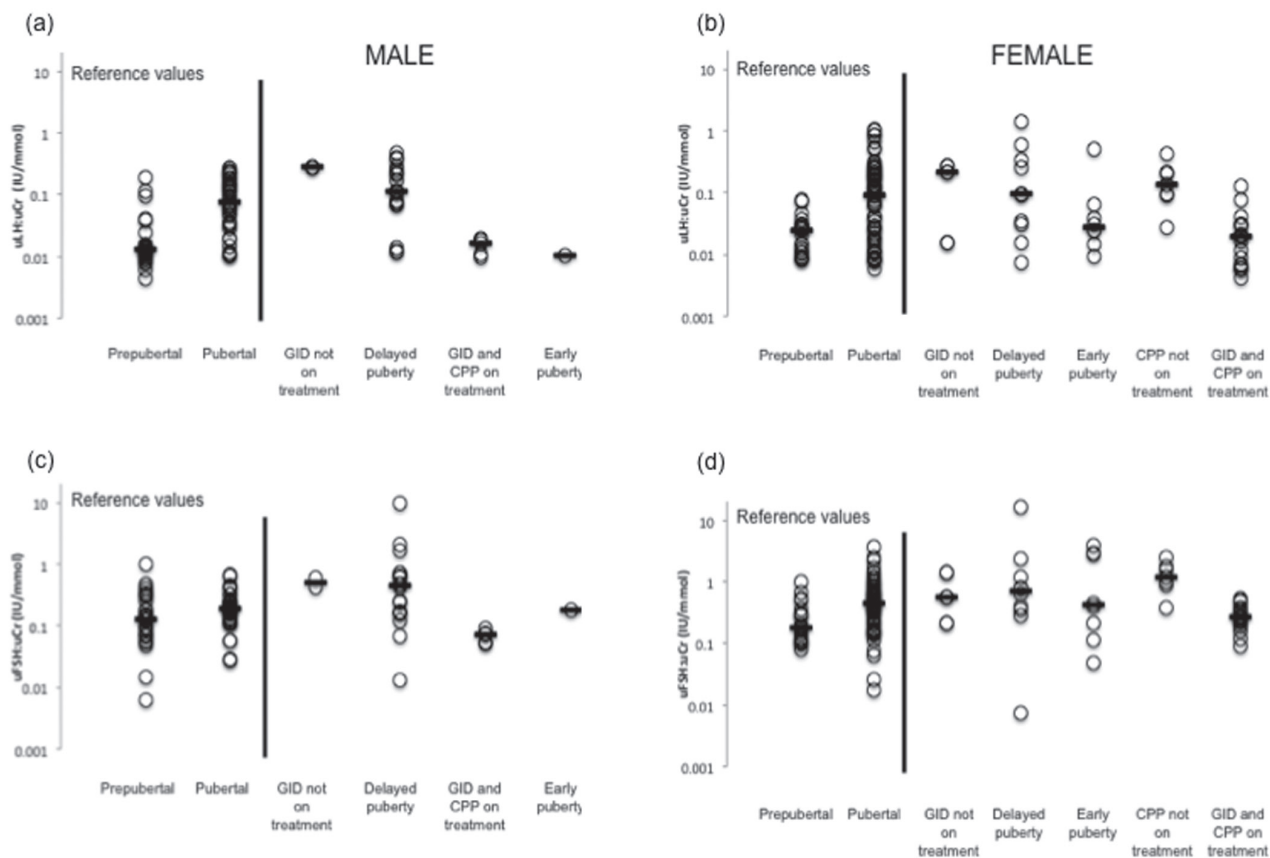 (a)
MALE
Reference values
10
1
0.1
0.01
0.001
uLH:uCr (IU/mmol)
Prepubertal
Pubertal
GID not
on
treatment
Delayed
puberty
GID and
CPP on
treatment
Early
puberty
(b)
FEMALE
Reference values
10
1
0.1
0.01
0.001
uLH:uCr (IU/mmol)
Prepubertal
Pubertal
GID not
on
treatment
Delayed
puberty
Early
puberty
CPP not
on
treatment
GID and
CPP on
treatment
(c)
Reference values
10
1
0.1
0.01
0.001
uFSH:uCr (IU/mmol)
Prepubertal
Pubertal
GID not
on
treatment
Delayed
puberty
GID and
CPP on
treatment
Early
puberty
(d)
Reference values
10
1
0.1
0.01
0.001
uFSH:uCr (IU/mmol)
Prepubertal
Pubertal
GID not
on
treatment
Delayed
puberty
Early
puberty
CPP not
on
treatment
GID and
CPP on
treatment